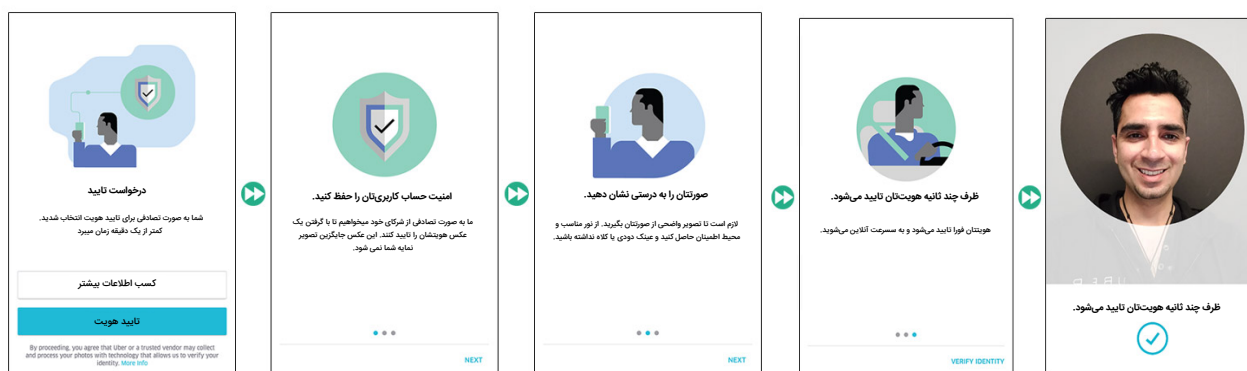 درخواست تایید
شما به صورت تصادفی برای تایید هویت انتخاب شدید.
کمتر از یک دقیقه زمان میبرد
کسب اطلاعات بیشتر
تایید هویت
By proceeding, you agree that Uber or a trusted vendor may collect
and process your photos with technology that allows us to verify your
identity. More Info
امنیت حساب کاربری‌تان را حفظ کنید.
ما به صورت تصادفی از شرکای خود میخواهیم تا با گرفتن یک
عکس هویتشان را تایید کنند. این عکس جایگزین تصویر
نمایه شما نمی شود.
NEXT
صورتتان را به درستی نشان دهید.
لازم است تا تصویر واضحی از صورتتان بگیرید. از نور مناسب و
محیط اطمینان حاصل کنید و عینک دودی یا کلاه نداشته باشید.
NEXT
ظرف چند ثانیه هویت‌تان تایید می‌شود.
هویتتان فورا تایید می‌شود و به سسرعت آنلاین می‌شوید.
VERIFY IDENTITY
ظرف چند ثانیه هویت‌تان تایید می‌شود.